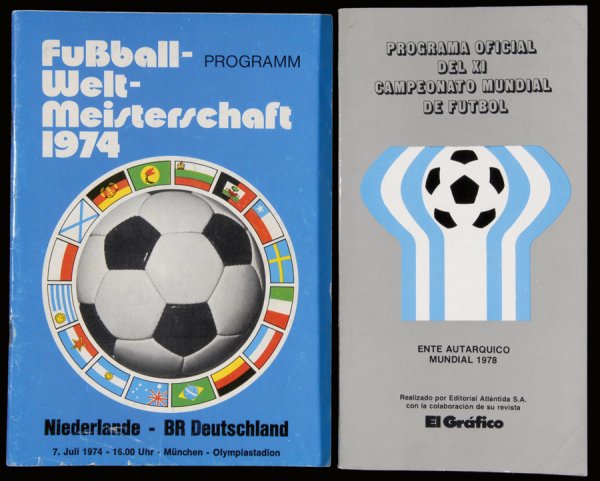 Fußball-
Welt-
Meisterschaft
1974
PROGRAMM
Niederlande - BR Deutschland
7. Juli 1974 - 16.00 Uhr - München - Olympiastadion
PROGRAMA OFICIAL
DEL XI
CAMPEONATO MUNDIAL
DE FUTBOL
ENTE AUTARQUICO
MUNDIAL 1978
Realizado por Editorial Atlántida S.A.
con la colaboración de su revista
El Gráfico